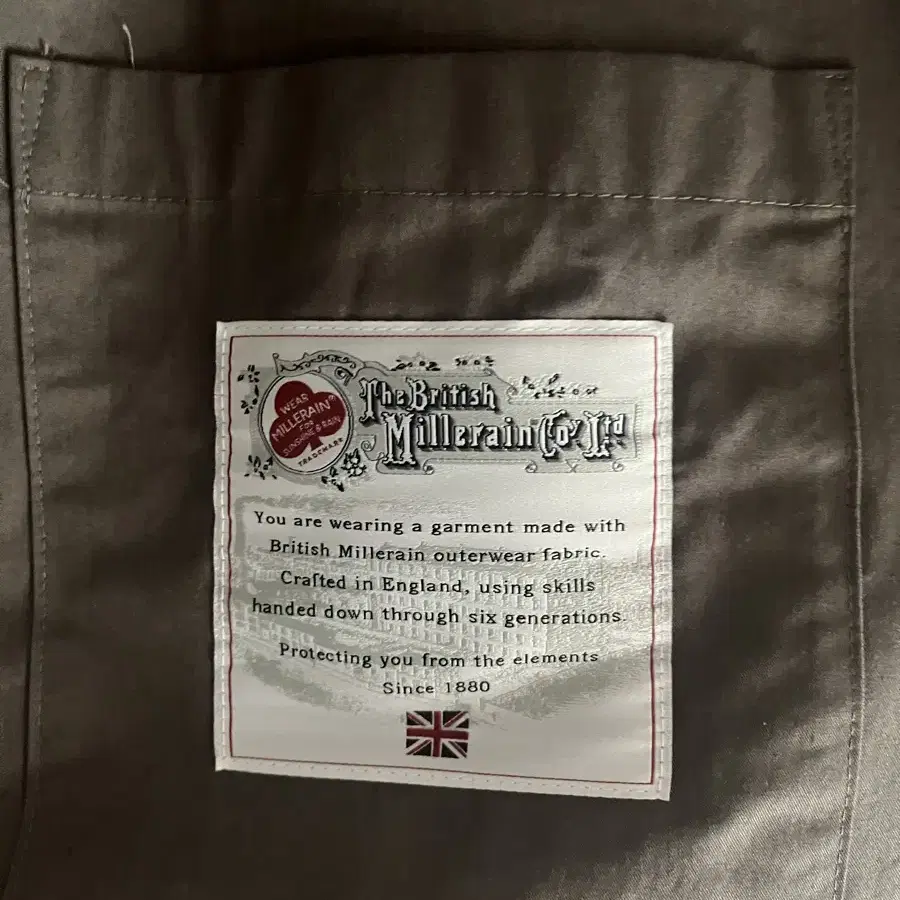 WEAR
MILLERAIN®
FOR
SUNSHINE & RAIN
TRADEMARK
The British
Millerain Coy. Ltd
You are wearing a garment made with
British Millerain outerwear fabric.
Crafted in England, using skills
handed down through six generations.
Protecting you from the elements
Since 1880